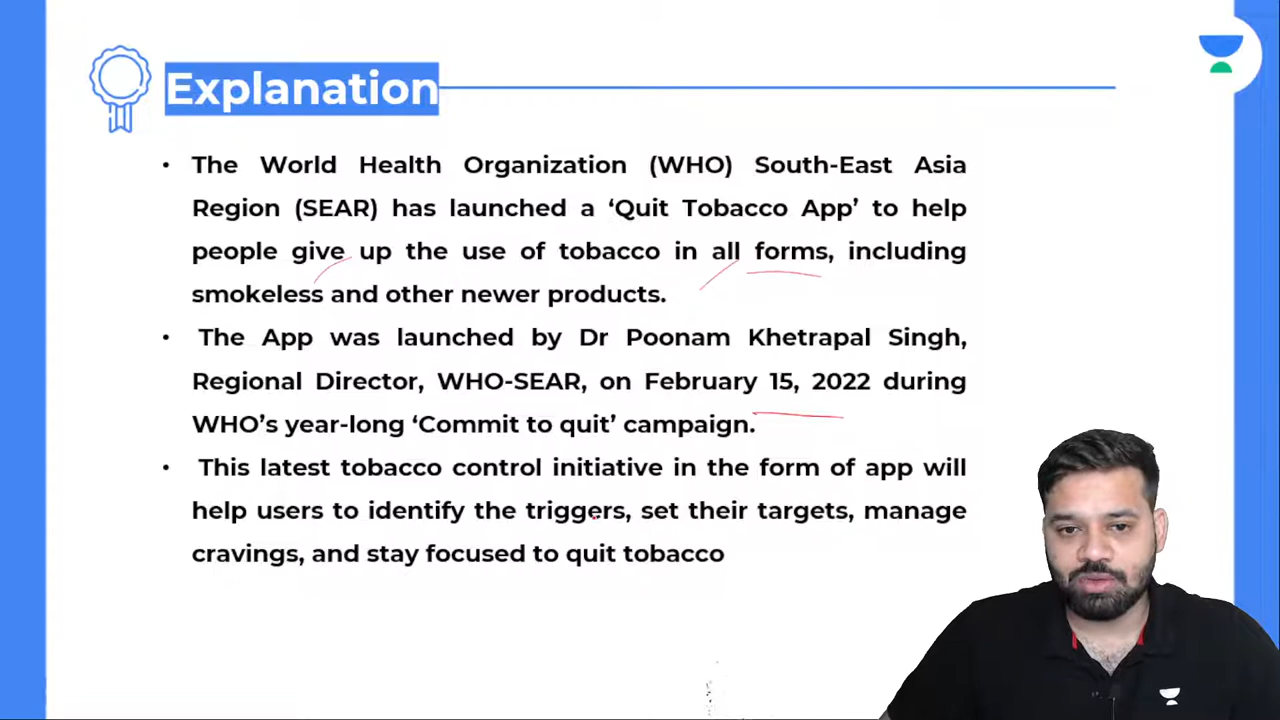 Explanation
• The World Health Organization (WHO) South-East Asia
Region (SEAR) has launched a ‘Quit Tobacco App’ to help
people give up the use of tobacco in all forms, including
smokeless and other newer products.
• The App was launched by Dr Poonam Khetrapal Singh,
Regional Director, WHO-SEAR, on February 15, 2022 during
WHO’s year-long ‘Commit to quit’ campaign.
• This latest tobacco control initiative in the form of app will
help users to identify the triggers, set their targets, manage
cravings, and stay focused to quit tobacco